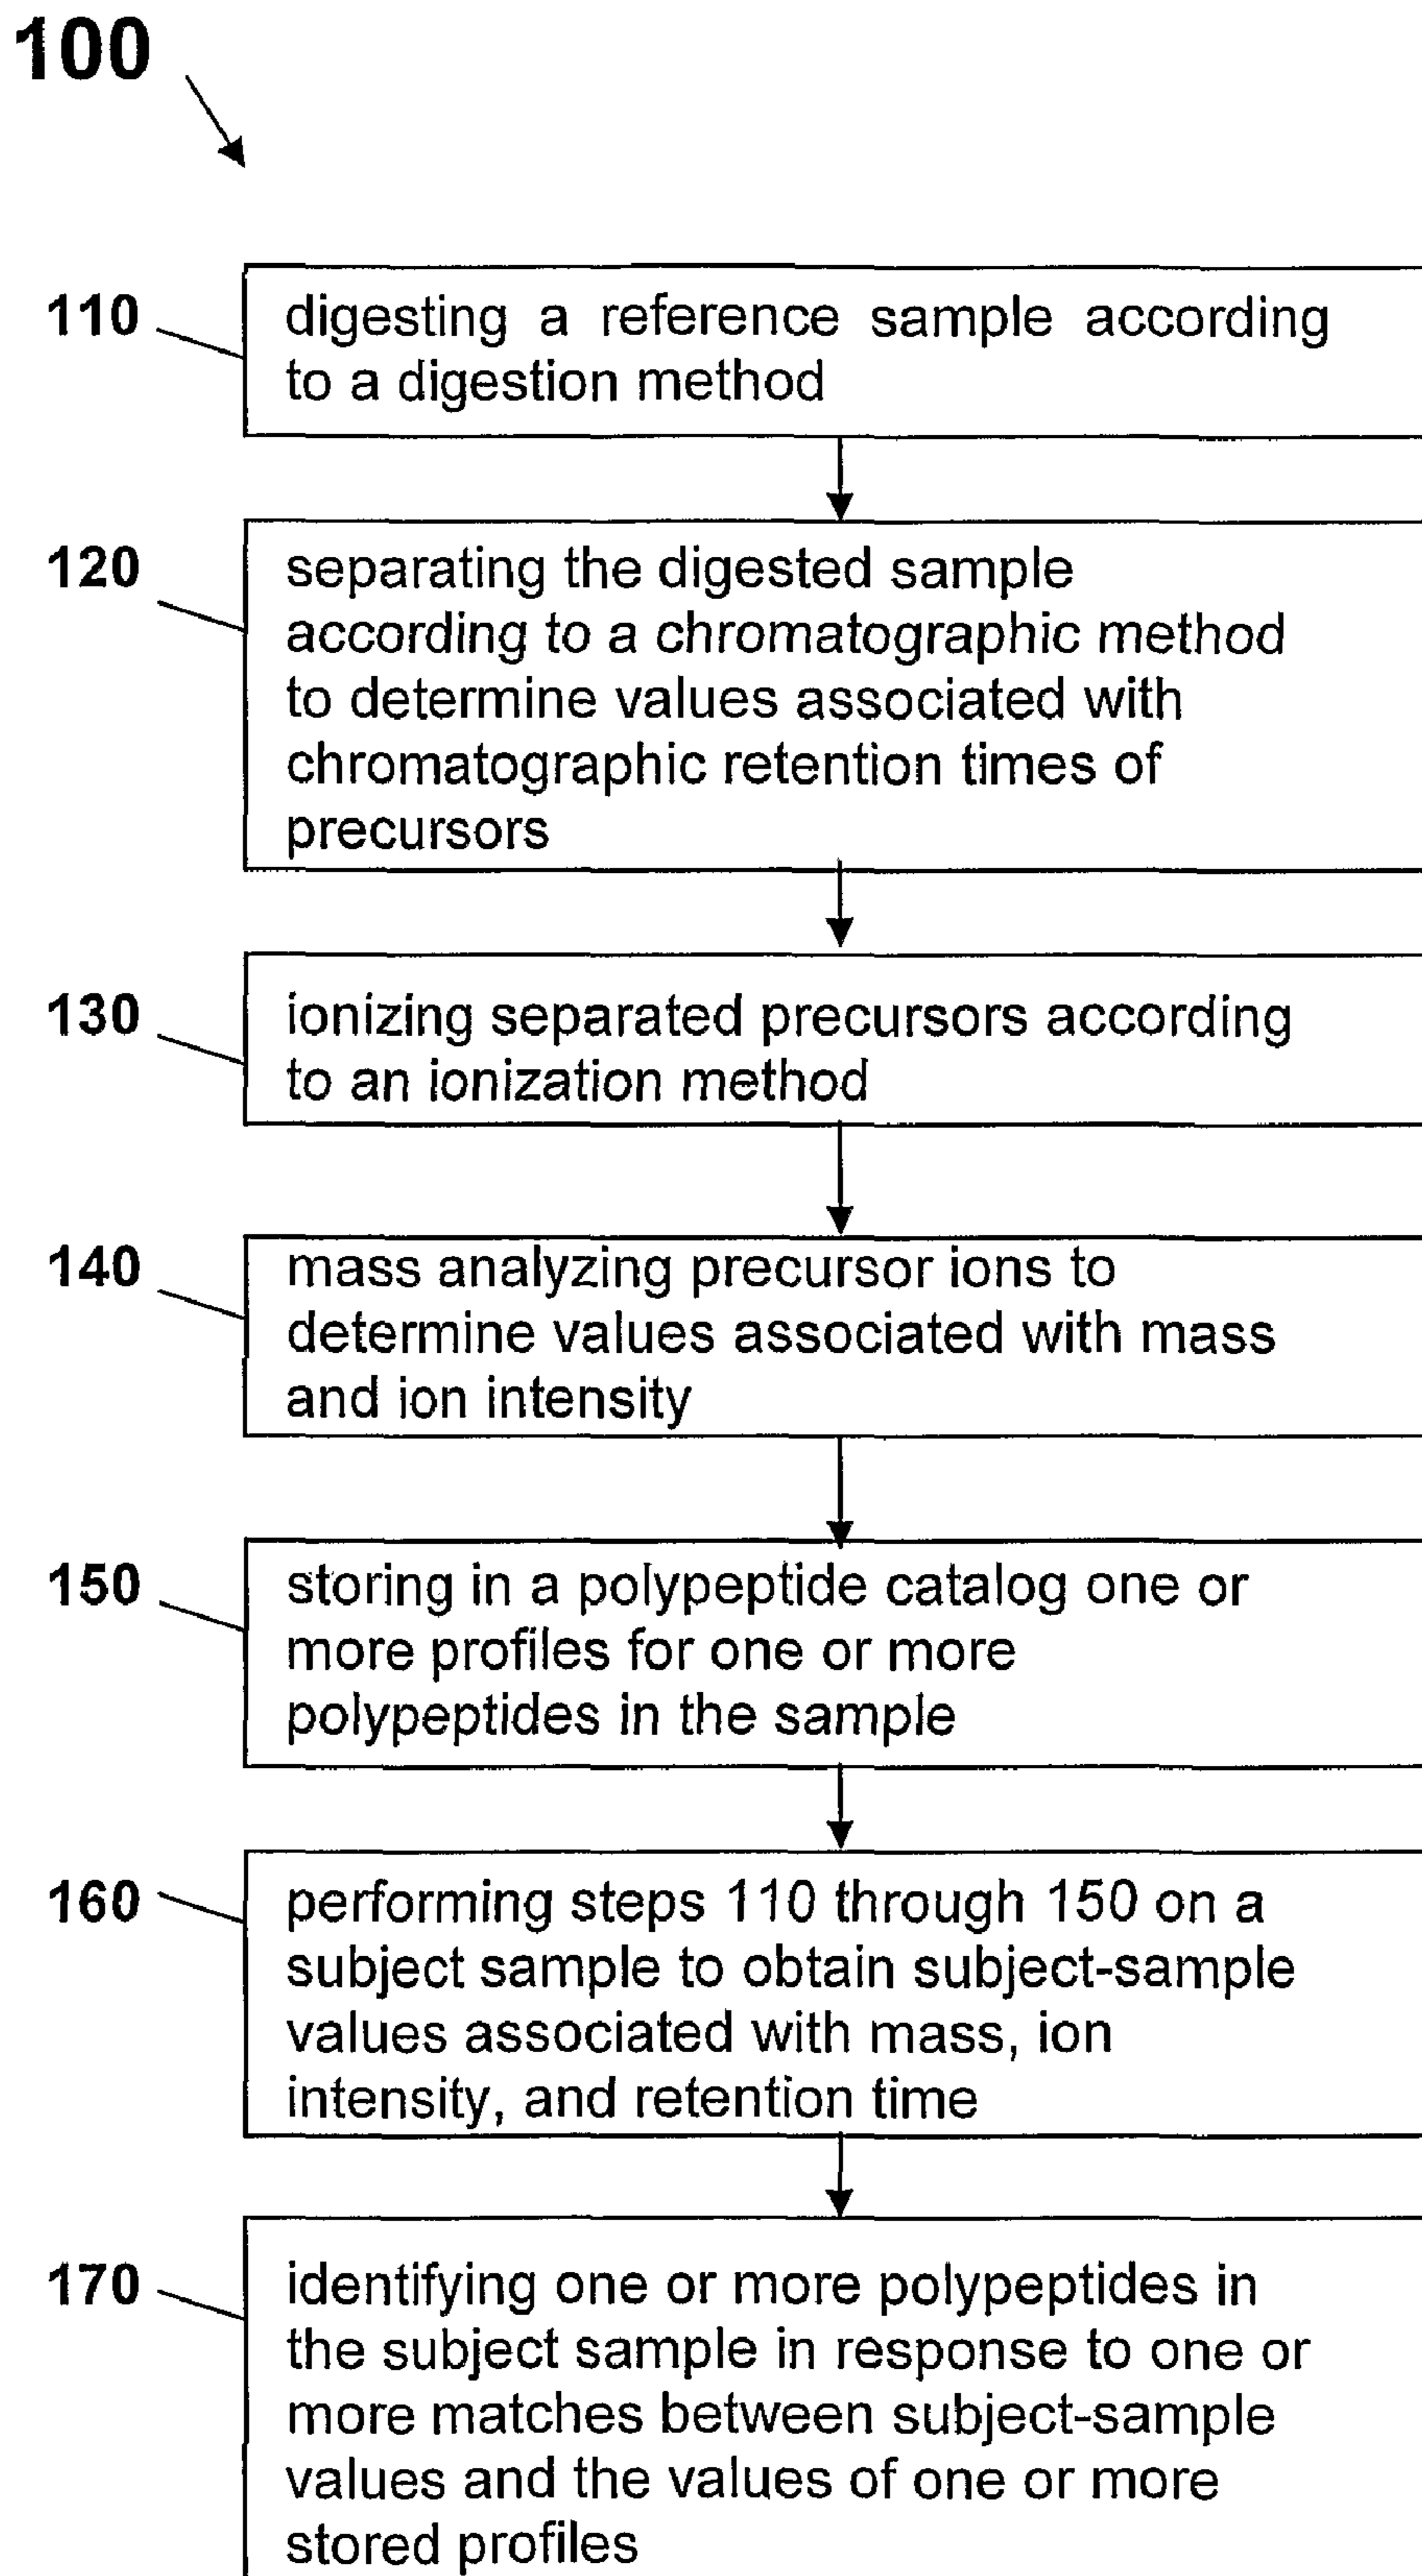 100
110
digesting a reference sample according
to a digestion method
120
separating the digested sample
according to a chromatographic method
to determine values associated with
chromatographic retention times of
precursors
130
ionizing separated precursors according
to an ionization method
140
mass analyzing precursor ions to
determine values associated with mass
and ion intensity
150
storing in a polypeptide catalog one or
more profiles for one or more
polypeptides in the sample
160
performing steps 110 through 150 on a
subject sample to obtain subject-sample
values associated with mass, ion
intensity, and retention time
170
identifying one or more polypeptides in
the subject sample in response to one or
more matches between subject-sample
values and the values of one or more
stored profiles